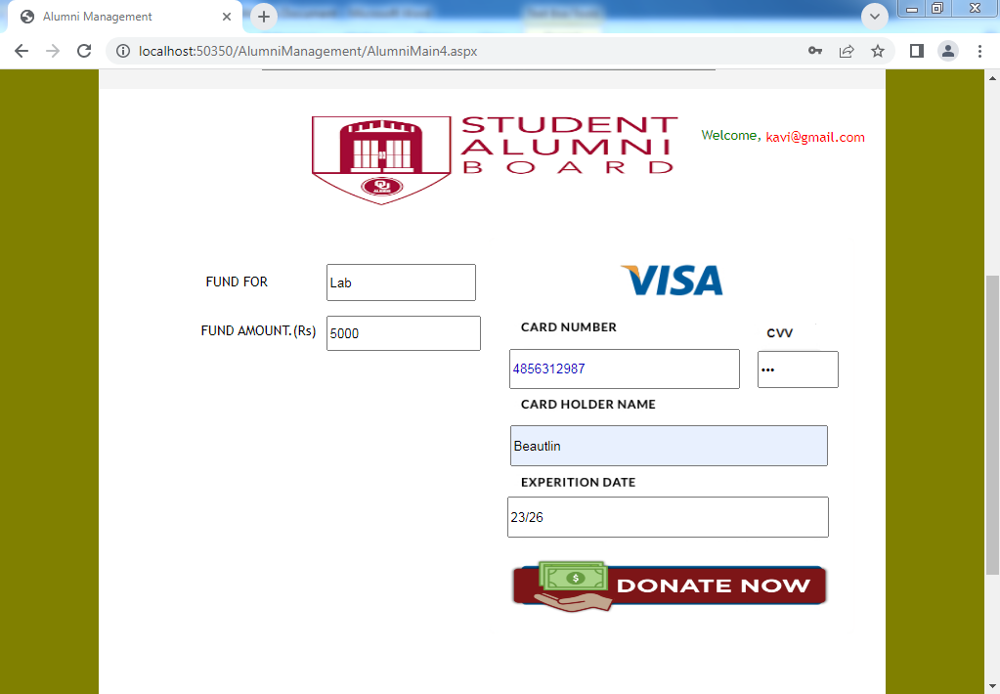 Alumni Management
localhost:50350/AlumniManagement/AlumniMain4.aspx
STUDENT
ALUMNI
BOARD
Welcome, kavi@gmail.com
FUND FOR
Lab
VISA
FUND AMOUNT.(Rs)
5000
CARD NUMBER
CVV
4856312987
•••
CARD HOLDER NAME
Beautlin
EXPERITION DATE
23/26
$
DONATE NOW